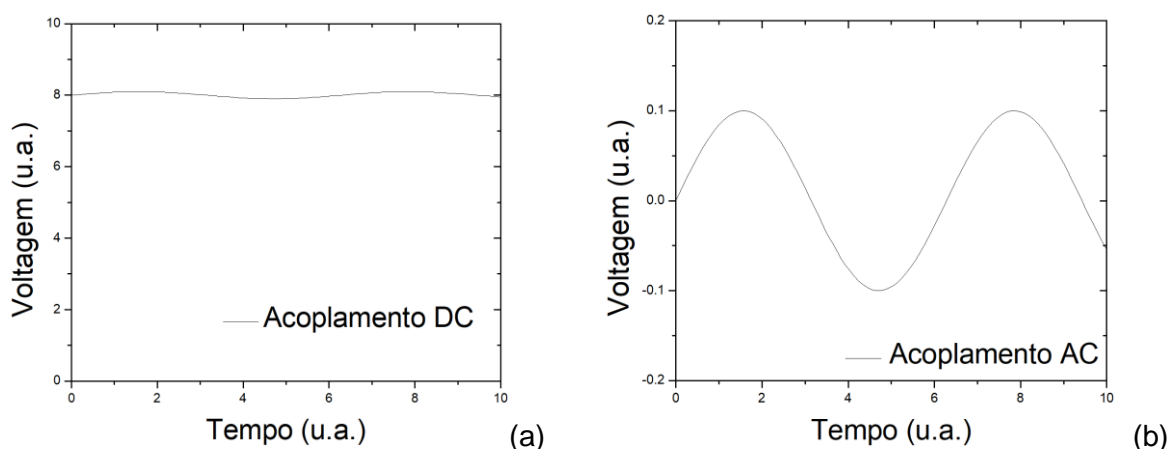 10
8
6
4
2
0
Voltagem (u.a.)
Acoplamento DC
0 2 4 6 8 10
Tempo (u.a.)
(a)
0.2
0.1
0.0
-0.1
-0.2
Voltagem (u.a.)
Acoplamento AC
0 2 4 6 8 10
Tempo (u.a.)
(b)